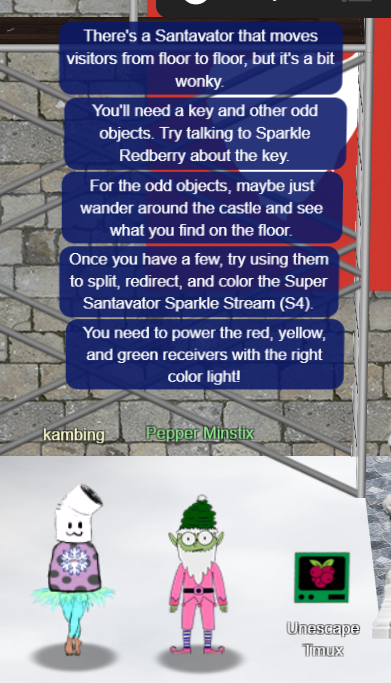 There's a Santavator that moves
visitors from floor to floor, but it's a bit
wonky.
You'll need a key and other odd
objects. Try talking to Sparkle
Redberry about the key.
For the odd objects, maybe just
wander around the castle and see
what you find on the floor.
Once you have a few, try using them
to split, redirect, and color the Super
Santavator Sparkle Stream (S4).
You need to power the red, yellow,
and green receivers with the right
color light!
kambing Pepper Minstix
Unescape
Tmux